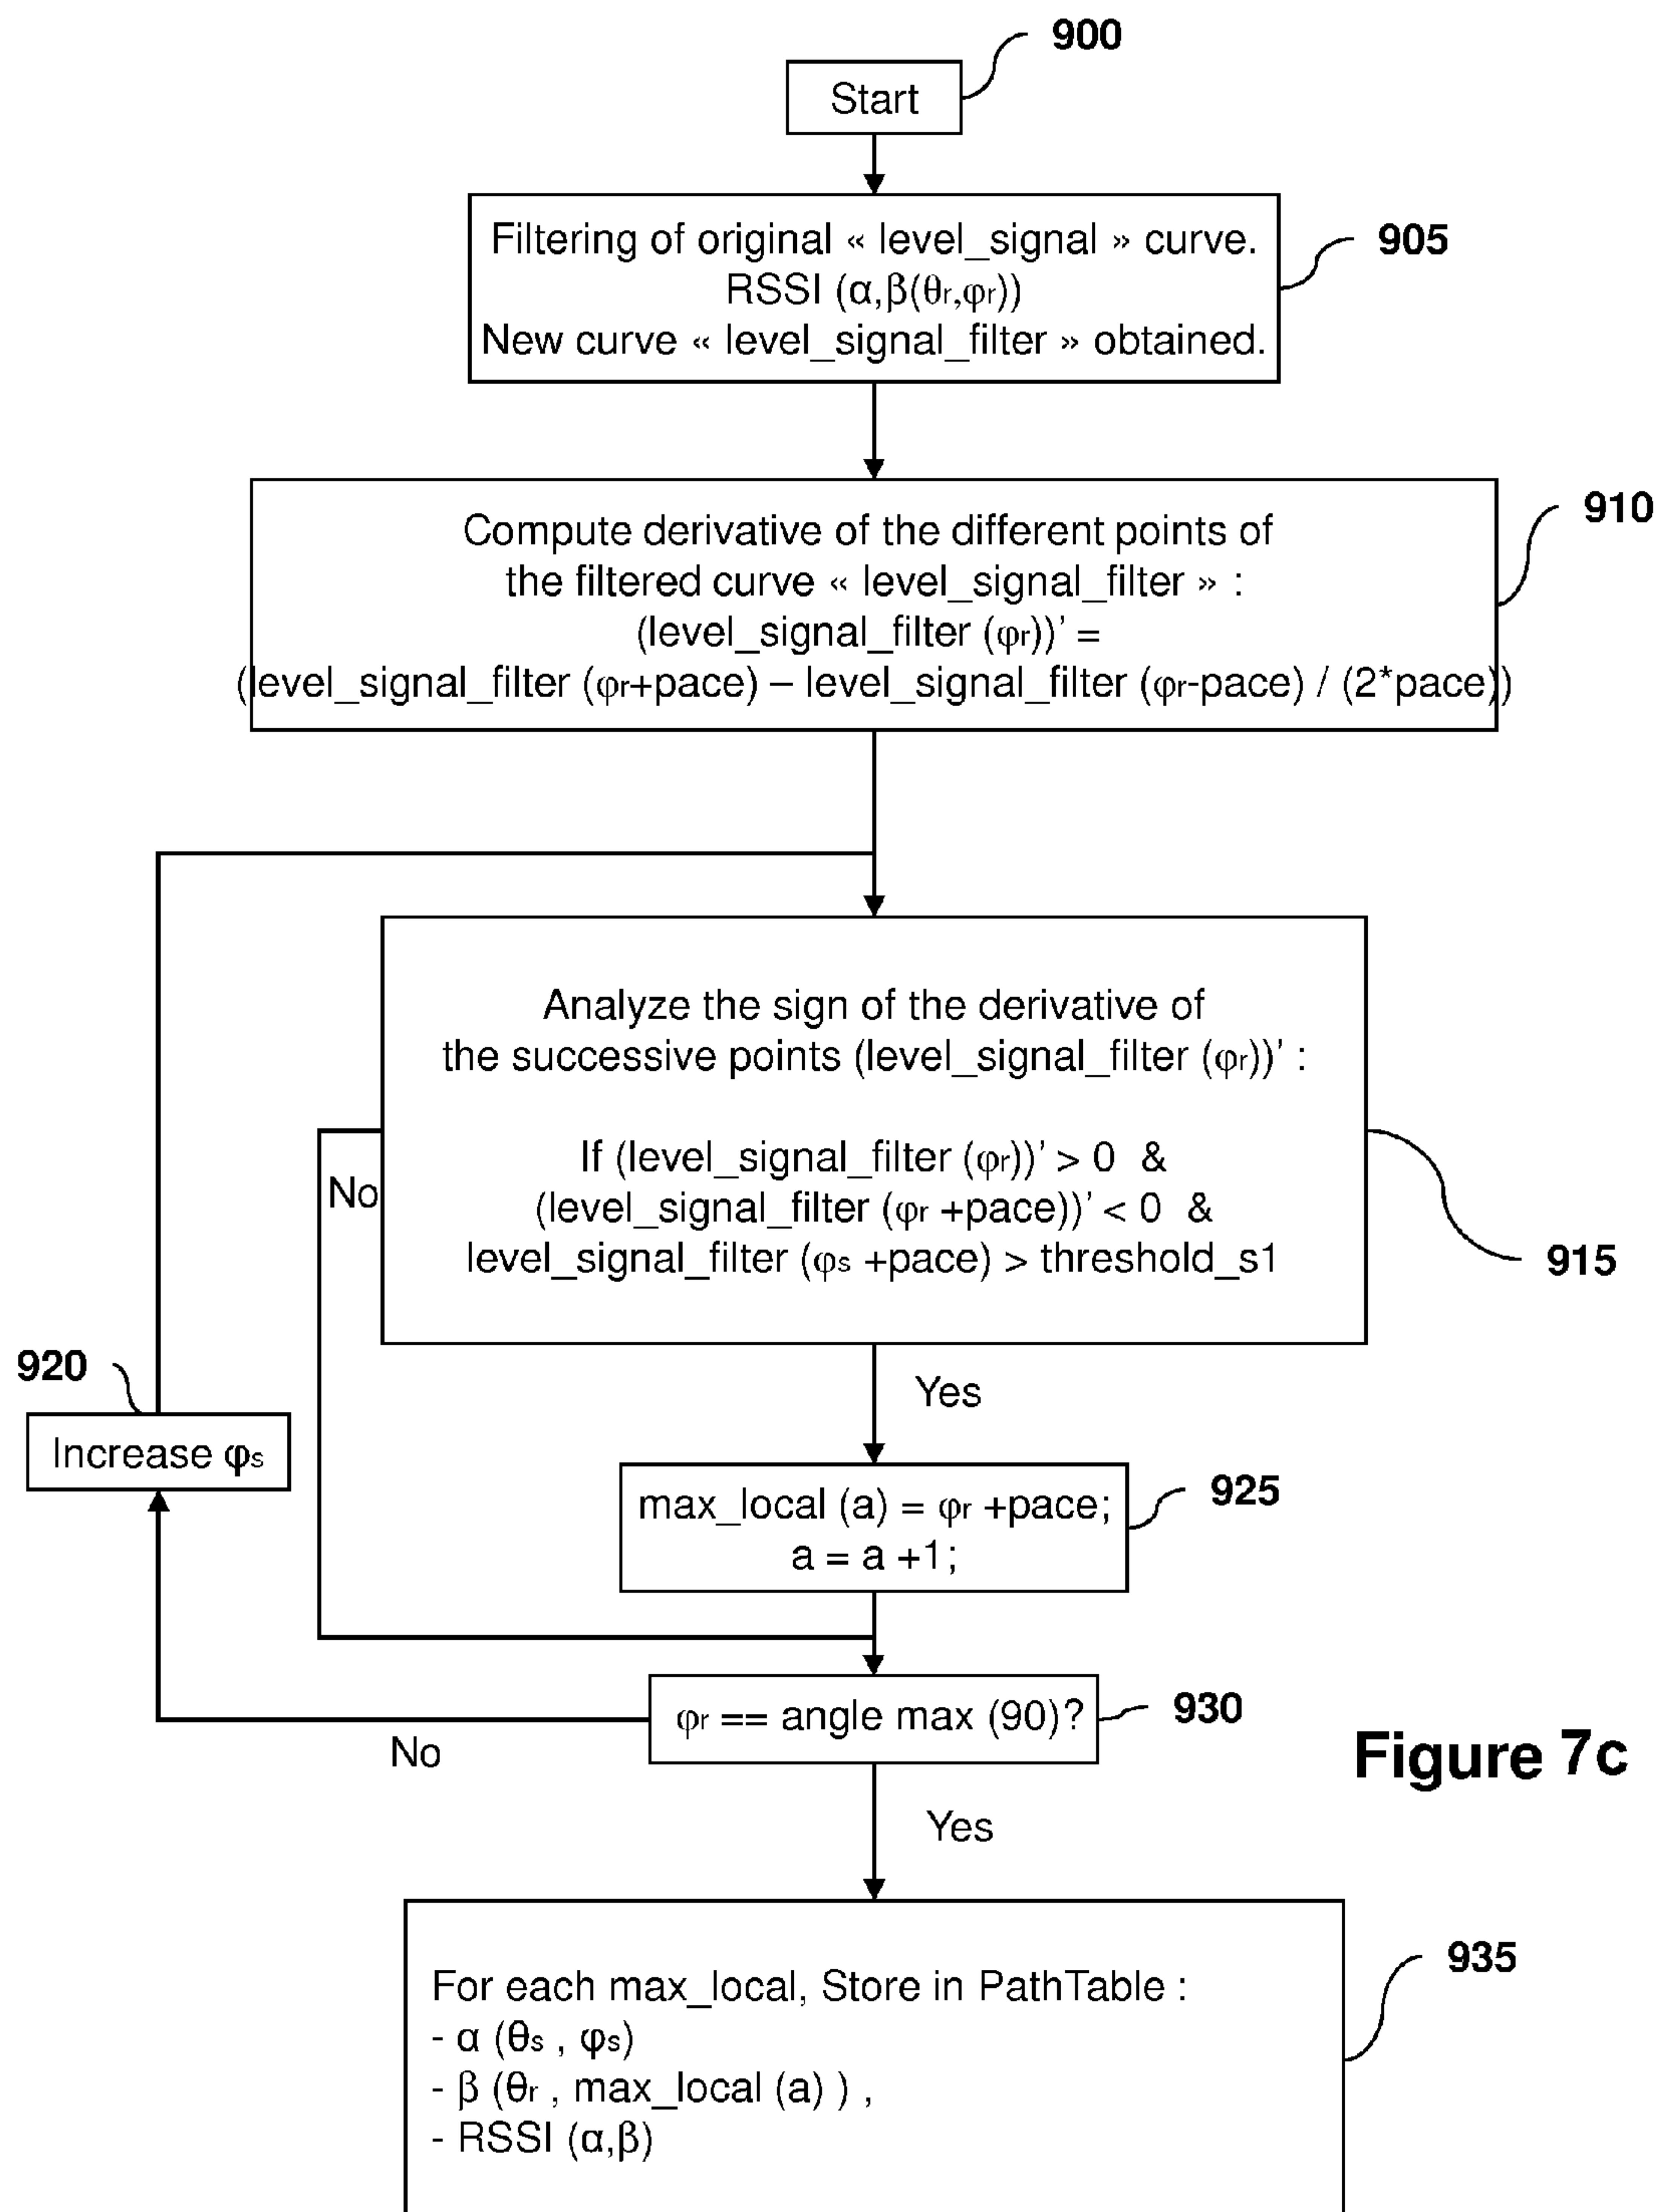 900
Start
Filtering of original « level_signal » curve.
RSSI (α,β(θr,φr))
New curve « level_signal_filter » obtained.
905
910
Compute derivative of the different points of
the filtered curve « level_signal_filter » :
(level_signal_filter (φr))’ =
(level_signal_filter (φr+pace) – level_signal_filter (φr-pace) / (2*pace))
Analyze the sign of the derivative of
the successive points (level_signal_filter (φr))’ :
If (level_signal_filter (φr))’ > 0 &
(level_signal_filter (φr +pace))’ < 0 &
level_signal_filter (φs +pace) > threshold_s1
No
915
920
Increase φs
Yes
max_local (a) = φr +pace;
a = a +1;
925
φr == angle max (90)?
930
No
Figure 7c
Yes
935
For each max_local, Store in PathTable :
- α (θs , φs)
- β (θr , max_local (a) ) ,
- RSSI (α,β)